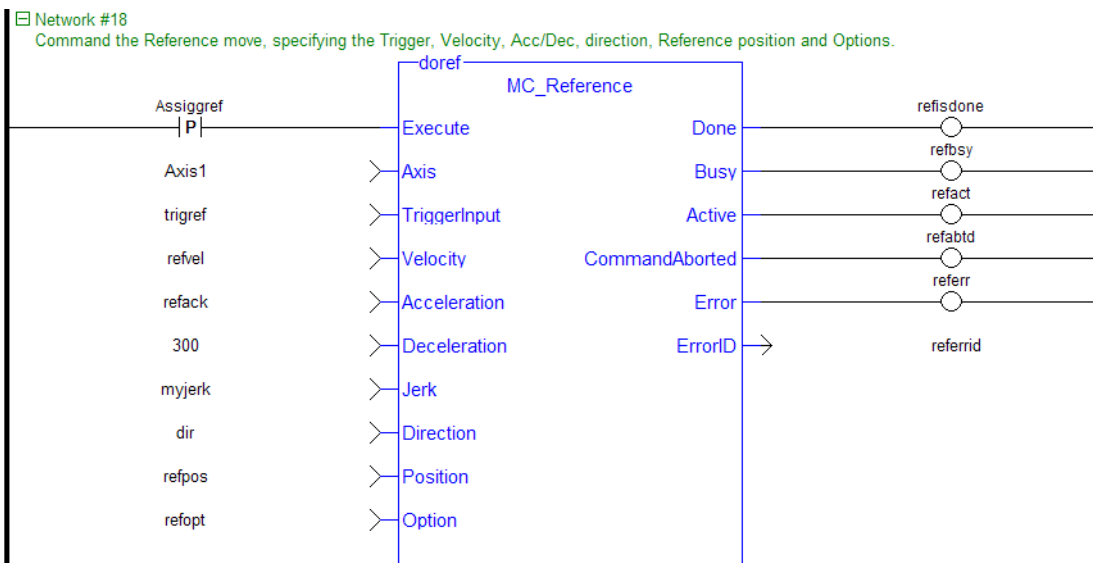 Network #18
Command the Reference move, specifying the Trigger, Velocity, Acc/Dec, direction, Reference position and Options.
doref
MC_Reference
Assiggref
P
Execute
Done
refisdone
Axis1
Axis
Busy
refbsy
trigref
TriggerInput
Active
refact
refvel
Velocity
CommandAborted
refabtd
refack
Acceleration
Error
referr
300
Deceleration
ErrorID
referrid
myjerk
Jerk
dir
Direction
refpos
Position
refopt
Option